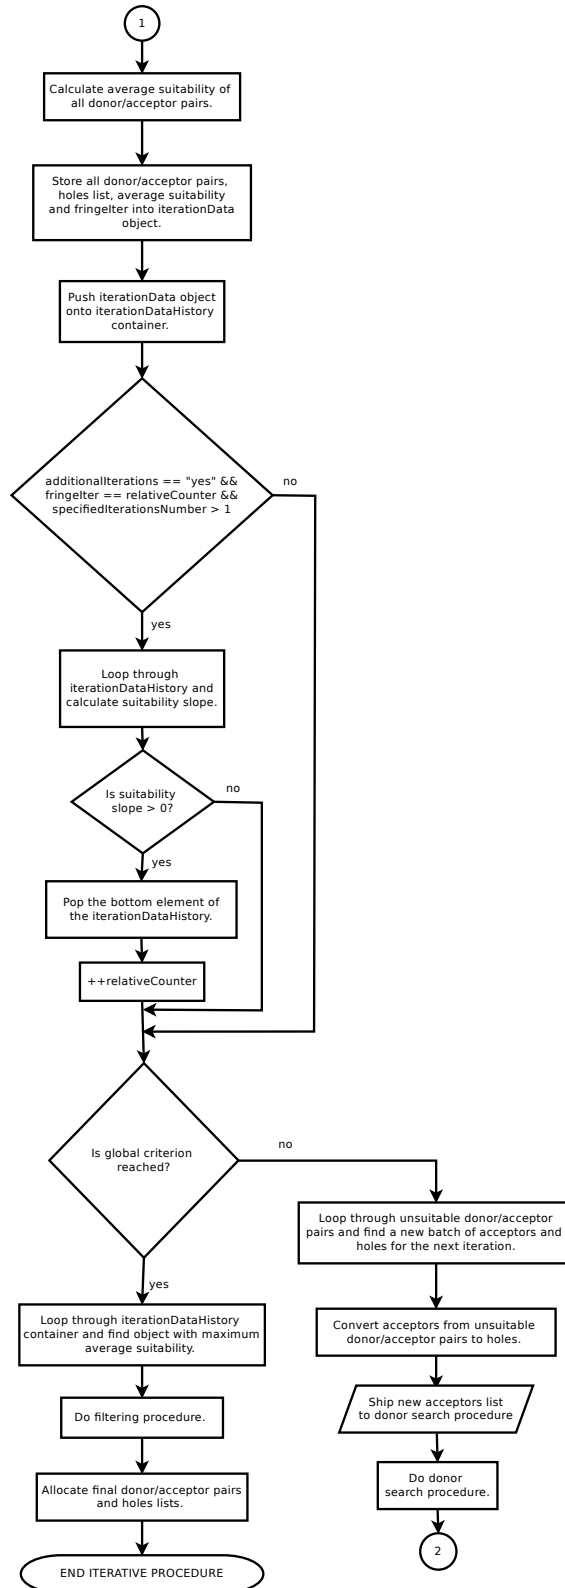 1
Calculate average suitability of
all donor/acceptor pairs.
Store all donor/acceptor pairs,
holes list, average suitability
and fringeIter into iterationData
object.
Push iterationData object
onto iterationDataHistory
container.
additionalIterations == "yes" &&
fringeIter == relativeCounter &&
specifiedIterationsNumber > 1
no
yes
Loop through
iterationDataHistory and
calculate suitability slope.
Is suitability
slope > 0?
no
yes
Pop the bottom element of
the iterationDataHistory.
++relativeCounter
Is global criterion
reached?
no
yes
Loop through unsuitable donor/acceptor
pairs and find a new batch of acceptors and
holes for the next iteration.
Convert acceptors from unsuitable
donor/acceptor pairs to holes.
Ship new acceptors list
to donor search procedure
Do donor
search procedure.
2
Loop through iterationDataHistory
container and find object with maximum
average suitability.
Do filtering procedure.
Allocate final donor/acceptor pairs
and holes lists.
END ITERATIVE PROCEDURE